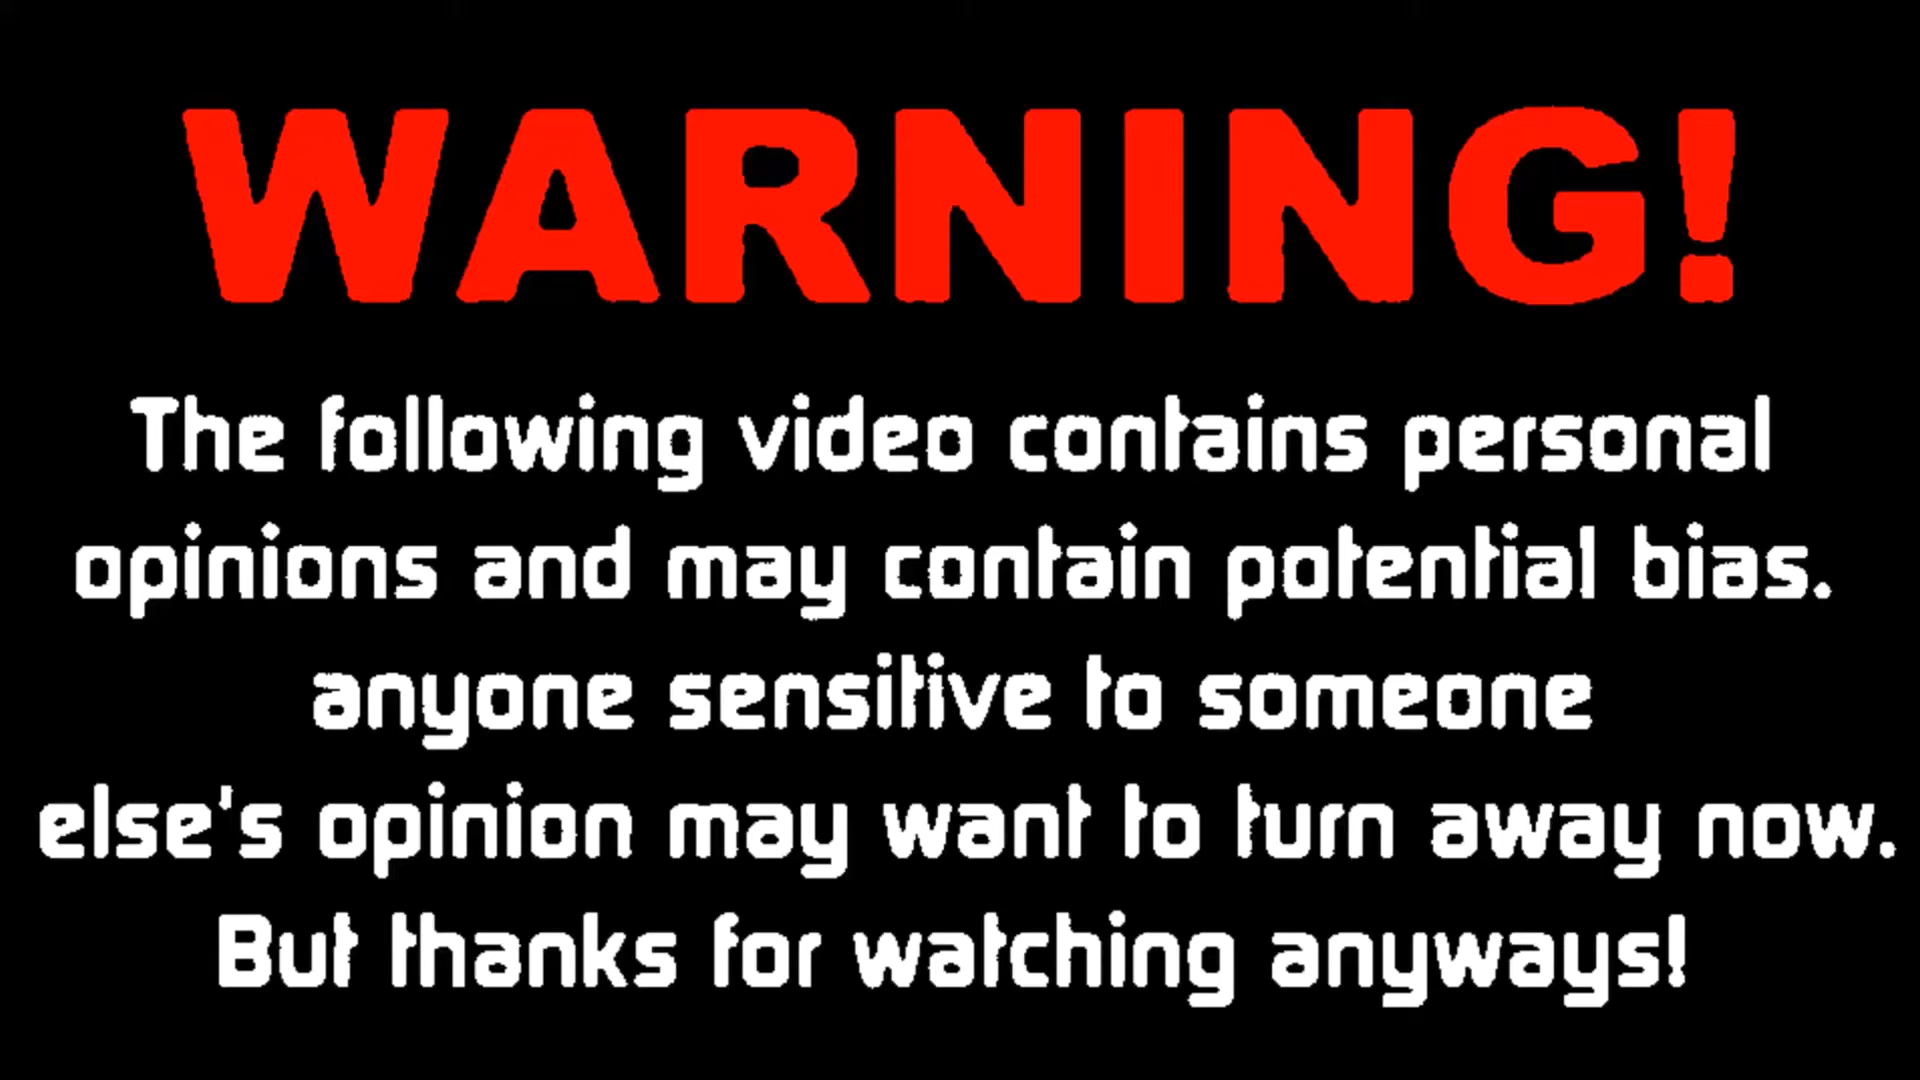 WARNING!
The following video contains personal
opinions and may contain potential bias.
anyone sensitive to someone
else's opinion may want to turn away now.
But thanks for watching anyways!